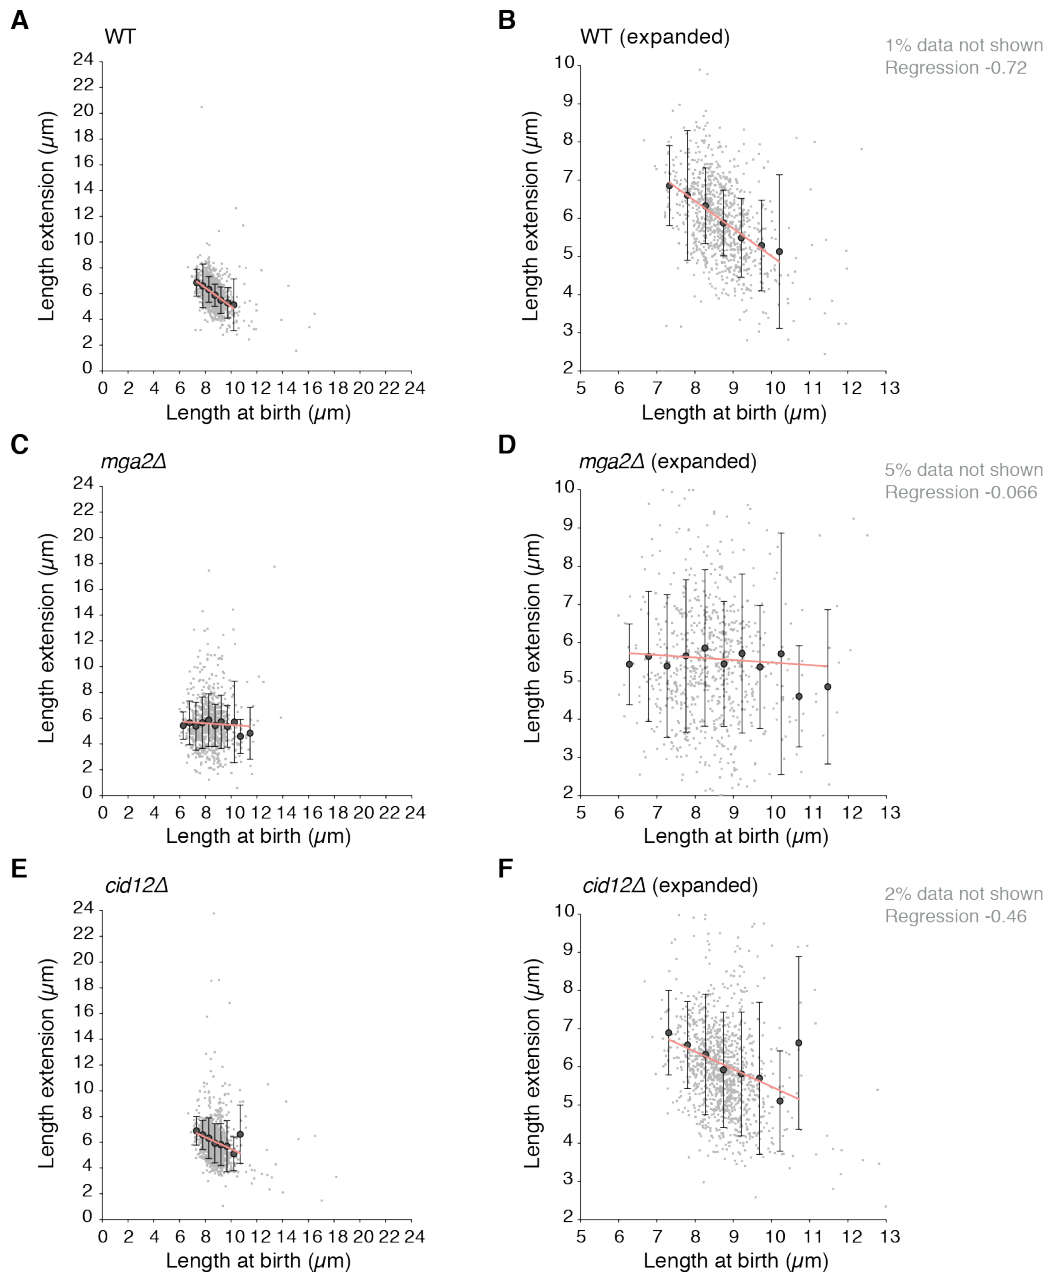 A
WT
24
22
20
18
16
14
12
10
8
6
4
2
0
0 2 4 6 8 10 12 14 16 18 20 22 24
Length extension (µm)
Length at birth (µm)
B
WT (expanded)
1% data not shown
Regression -0.72
10
9
8
7
6
5
4
3
2
5 6 7 8 9 10 11 12 13
Length extension (µm)
Length at birth (µm)
C
mga2Δ
24
22
20
18
16
14
12
10
8
6
4
2
0
0 2 4 6 8 10 12 14 16 18 20 22 24
Length extension (µm)
Length at birth (µm)
D
mga2Δ (expanded)
5% data not shown
Regression -0.066
10
9
8
7
6
5
4
3
2
5 6 7 8 9 10 11 12 13
Length extension (µm)
Length at birth (µm)
E
cid12Δ
24
22
20
18
16
14
12
10
8
6
4
2
0
0 2 4 6 8 10 12 14 16 18 20 22 24
Length extension (µm)
Length at birth (µm)
F
cid12Δ (expanded)
2% data not shown
Regression -0.46
10
9
8
7
6
5
4
3
2
5 6 7 8 9 10 11 12 13
Length extension (µm)
Length at birth (µm)